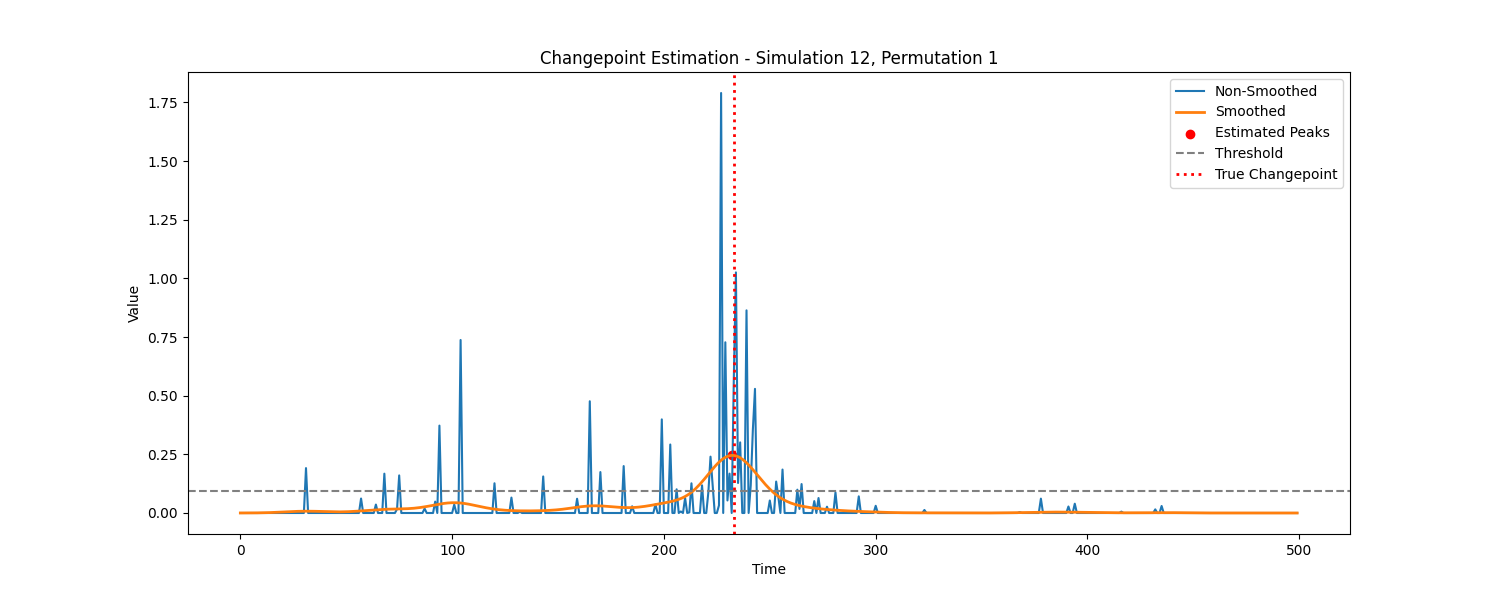 Changepoint Estimation - Simulation 12, Permutation 1
Non-Smoothed
Smoothed
Estimated Peaks
Threshold
True Changepoint
1.75
1.50
1.25
1.00
0.75
0.50
0.25
0.00
Value
0 100 200 300 400 500
Time